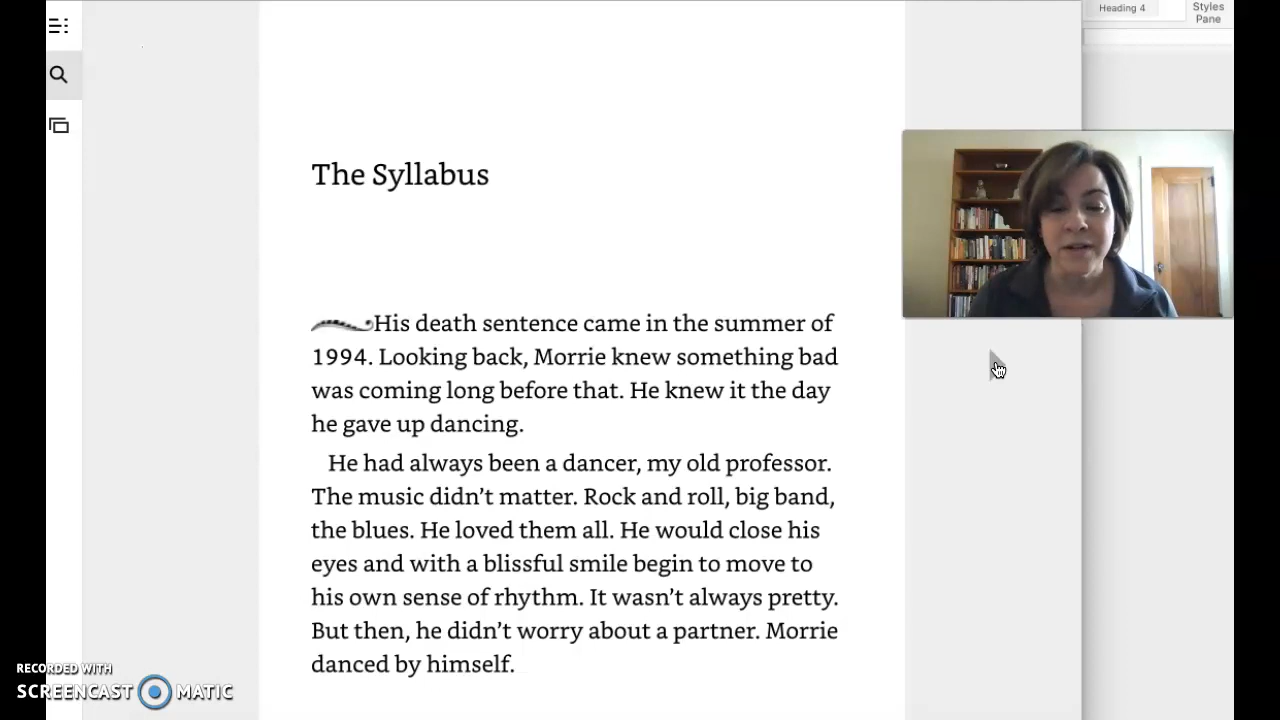 Heading 4
Styles
Pane
The Syllabus
His death sentence came in the summer of
1994. Looking back, Morrie knew something bad
was coming long before that. He knew it the day
he gave up dancing.
He had always been a dancer, my old professor.
The music didn’t matter. Rock and roll, big band,
the blues. He loved them all. He would close his
eyes and with a blissful smile begin to move to
his own sense of rhythm. It wasn’t always pretty.
But then, he didn’t worry about a partner. Morrie
danced by himself.
RECORDED WITH
SCREENCAST MATIC